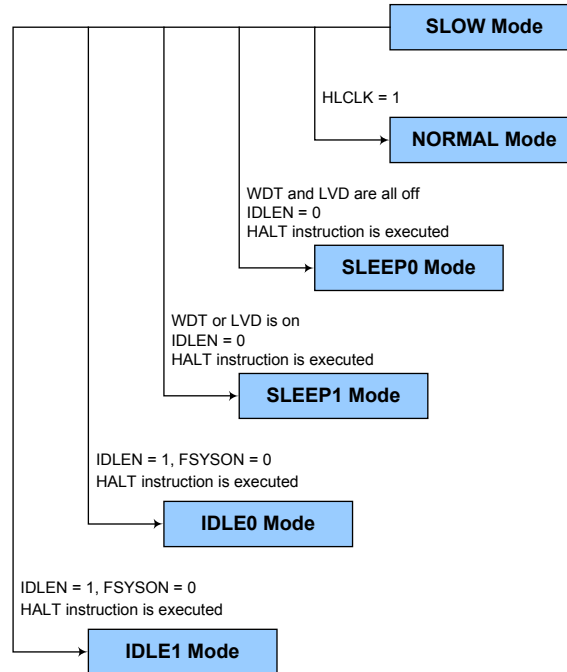 SLOW Mode
HLCLK = 1
NORMAL Mode
WDT and LVD are all off
IDLEN = 0
HALT instruction is executed
SLEEP0 Mode
WDT or LVD is on
IDLEN = 0
HALT instruction is executed
SLEEP1 Mode
IDLEN = 1, FSYSON = 0
HALT instruction is executed
IDLE0 Mode
IDLEN = 1, FSYSON = 0
HALT instruction is executed
IDLE1 Mode